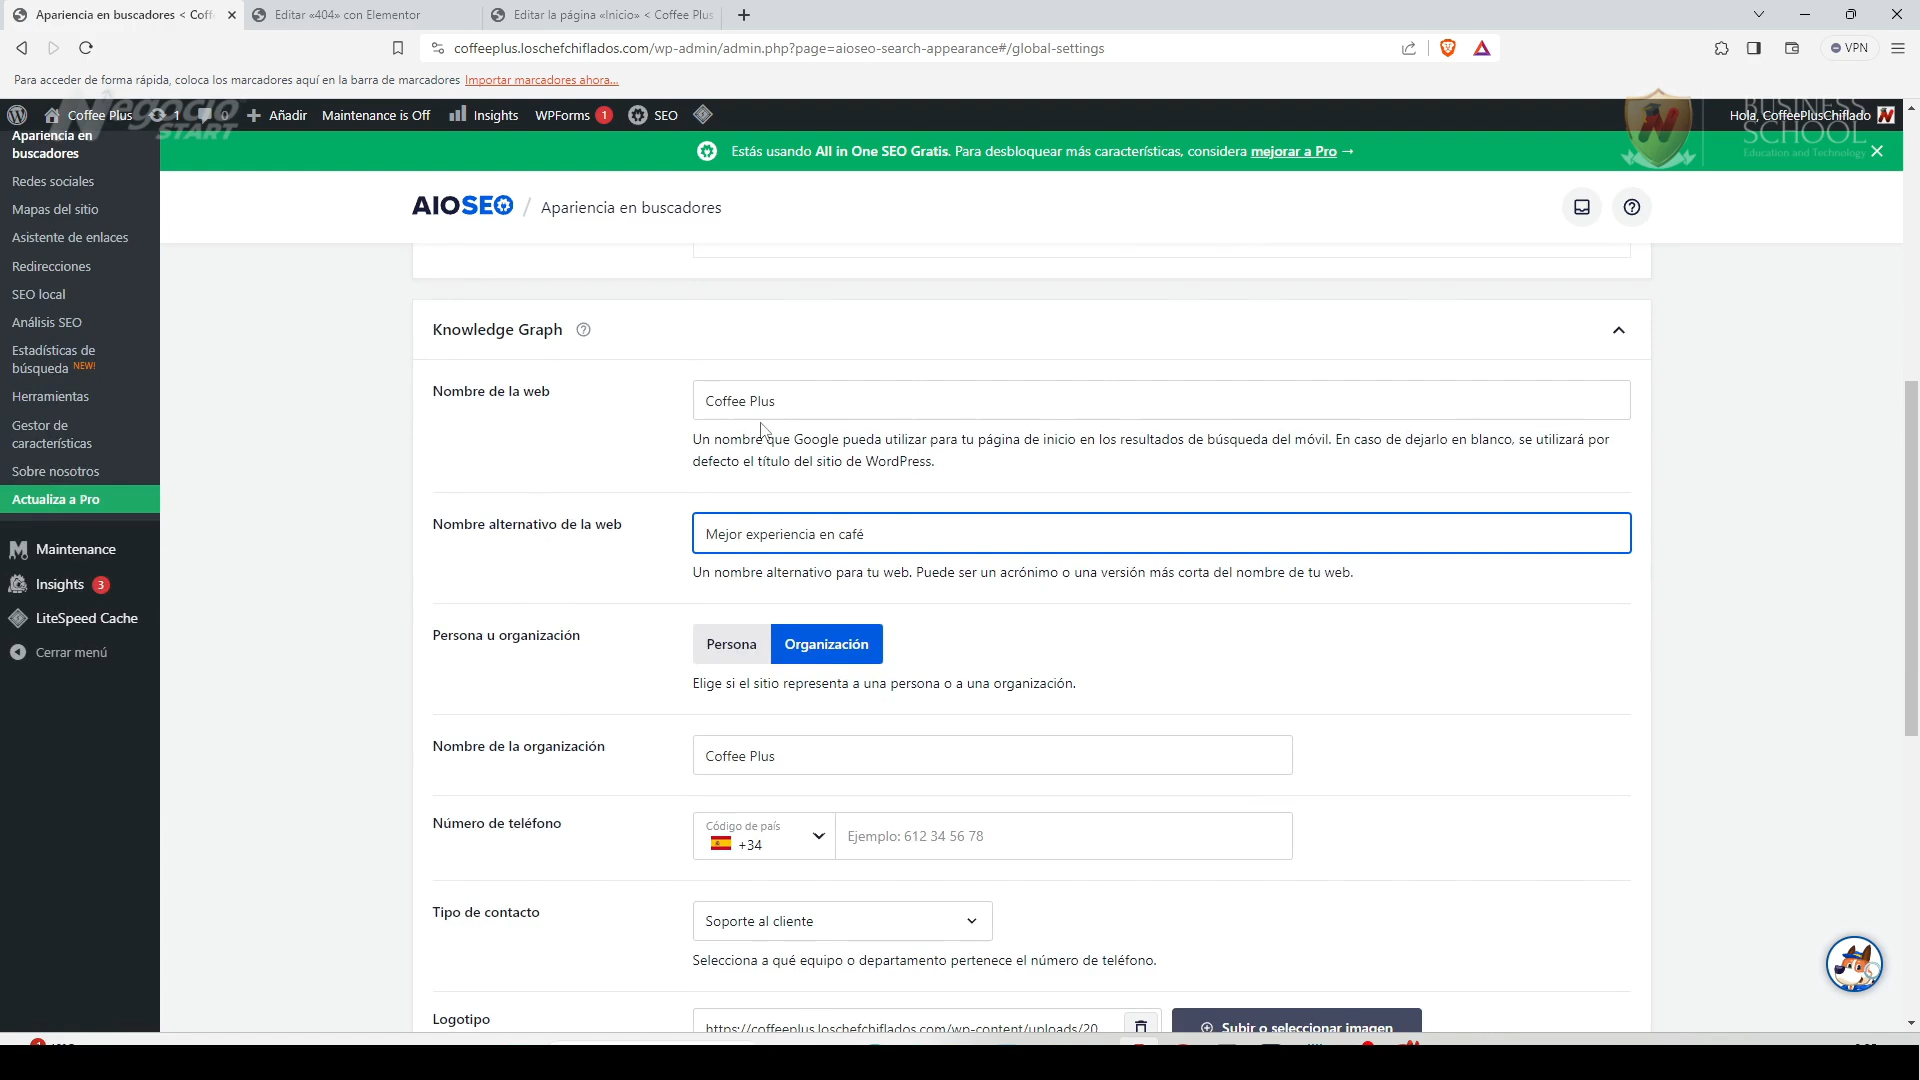 Apariencia en buscadores < Coff
Editar «404» con Elementor
Editar la página «Inicio» < Coffee Plus
coffeeplus.loschefchiflados.com/wp-admin/admin.php?page=aioseo-search-appearance#/global-settings
VPN
Para acceder de forma rápida, coloca los marcadores aquí en la barra de marcadores Importar marcadores ahora...
Coffee Plus 1 0 Añadir Maintenance is Off Insights WPForms 1 SEO
Hola, CoffeePlusChiflado
Negocio
START
BUSINESS
SCHOOL
Education and Technology
Estás usando All in One SEO Gratis. Para desbloquear más características, considera mejorar a Pro →
Apariencia en
buscadores
Redes sociales
Mapas del sitio
Asistente de enlaces
Redirecciones
SEO local
Análisis SEO
Estadísticas de
búsqueda NEW!
Herramientas
Gestor de
características
Sobre nosotros
Actualiza a Pro
Maintenance
Insights 3
LiteSpeed Cache
Cerrar menú
AIOSEO / Apariencia en buscadores
Knowledge Graph
Nombre de la web
Coffee Plus
Un nombre que Google pueda utilizar para tu página de inicio en los resultados de búsqueda del móvil. En caso de dejarlo en blanco, se utilizará por
defecto el título del sitio de WordPress.
Nombre alternativo de la web
Mejor experiencia en café
Un nombre alternativo para tu web. Puede ser un acrónimo o una versión más corta del nombre de tu web.
Persona u organización
Persona Organización
Elige si el sitio representa a una persona o a una organización.
Nombre de la organización
Coffee Plus
Número de teléfono
Código de país
+34
Ejemplo: 612 34 56 78
Tipo de contacto
Soporte al cliente
Selecciona a qué equipo o departamento pertenece el número de teléfono.
Logotipo
https://coffeeplus.loschefchiflados.com/wp-content/uploads/20
Subir o seleccionar imagen